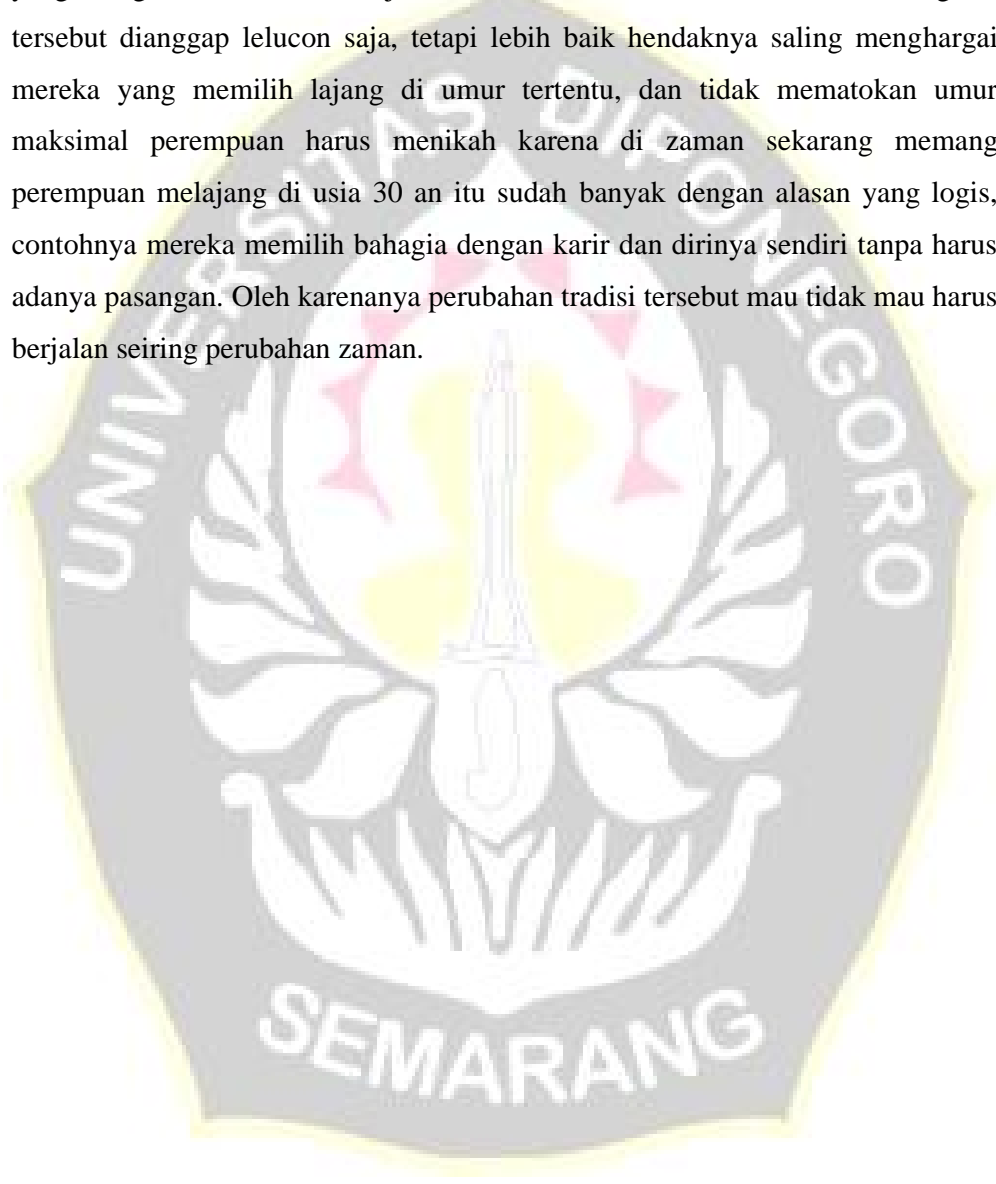 tersebut dianggap lelucon saja, tetapi lebih baik hendaknya saling menghargai
mereka yang memilih lajang di umur tertentu, dan tidak mematokan umur
maksimal perempuan harus menikah karena di zaman sekarang memang
perempuan melajang di usia 30 an itu sudah banyak dengan alasan yang logis,
contohnya mereka memilih bahagia dengan karir dan dirinya sendiri tanpa harus
adanya pasangan. Oleh karenanya perubahan tradisi tersebut mau tidak mau harus
berjalan seiring perubahan zaman.
UNIVERSITAS DIPONEGORO
SEMARANG